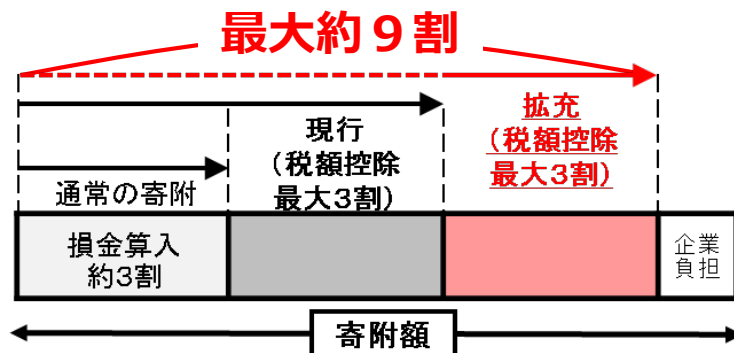 最大約９割
拡充
(税額控除
最大3割)
現行
(税額控除
最大3割)
通常の寄附
損金算入
約3割
企業
負担
寄附額